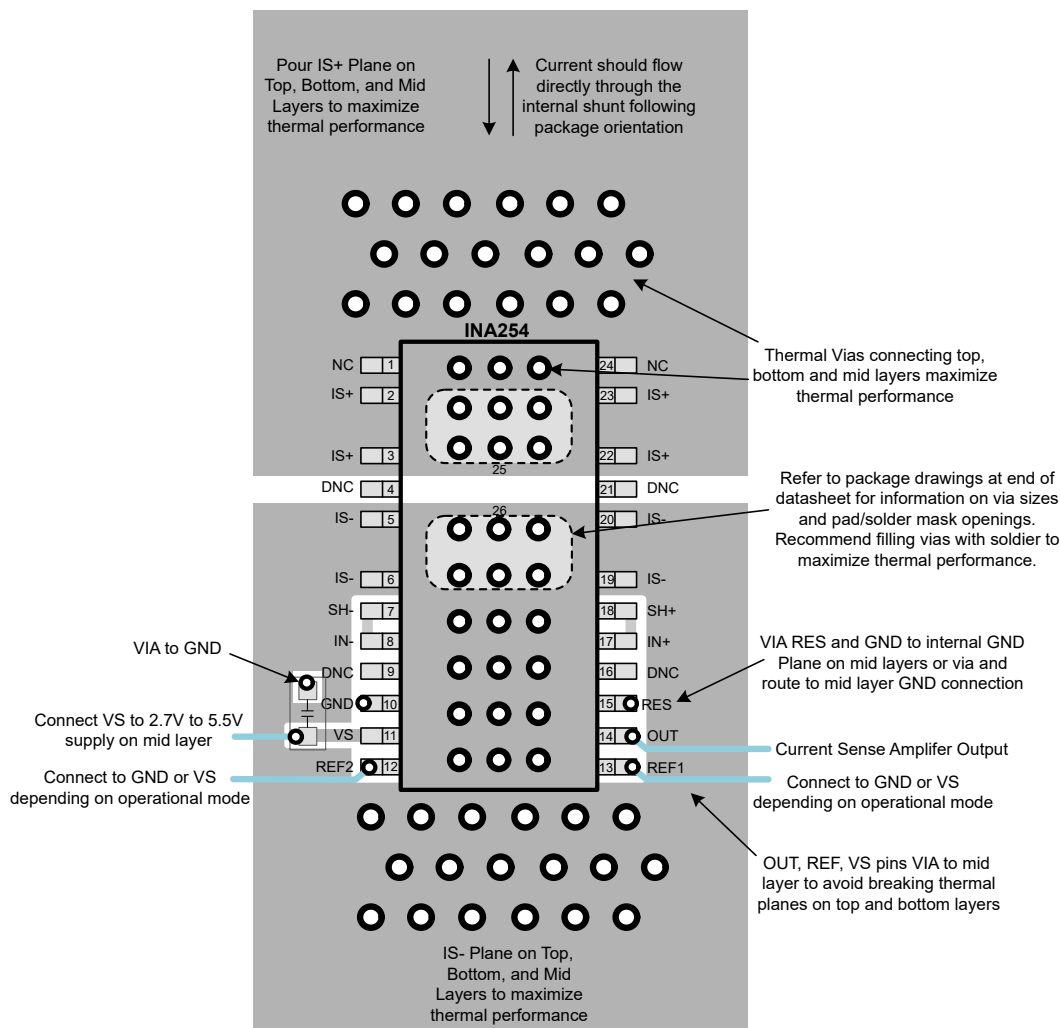 Pour IS+ Plane on
Top, Bottom, and Mid
Layers to maximize
thermal performance
Current should flow
directly through the
internal shunt following
package orientation
INA254
NC 1
24 NC
IS+ 2
23 IS+
IS+ 3
22 IS+
25
DNC 4
21 DNC
IS- 5
20 IS-
26
IS- 6
19 IS-
SH- 7
18 SH+
IN- 8
17 IN+
DNC 9
16 DNC
GND 10
15 RES
VS 11
14 OUT
REF2 12
13 REF1
Thermal Vias connecting top,
bottom and mid layers maximize
thermal performance
Refer to package drawings at end of
datasheet for information on via sizes
and pad/solder mask openings.
Recommend filling vias with soldier to
maximize thermal performance.
VIA to GND
Connect VS to 2.7V to 5.5V
supply on mid layer
Connect to GND or VS
depending on operational mode
VIA RES and GND to internal GND
Plane on mid layers or via and
route to mid layer GND connection
Current Sense Amplifer Output
Connect to GND or VS
depending on operational mode
OUT, REF, VS pins VIA to mid
layer to avoid breaking thermal
planes on top and bottom layers
IS- Plane on Top,
Bottom, and Mid
Layers to maximize
thermal performance